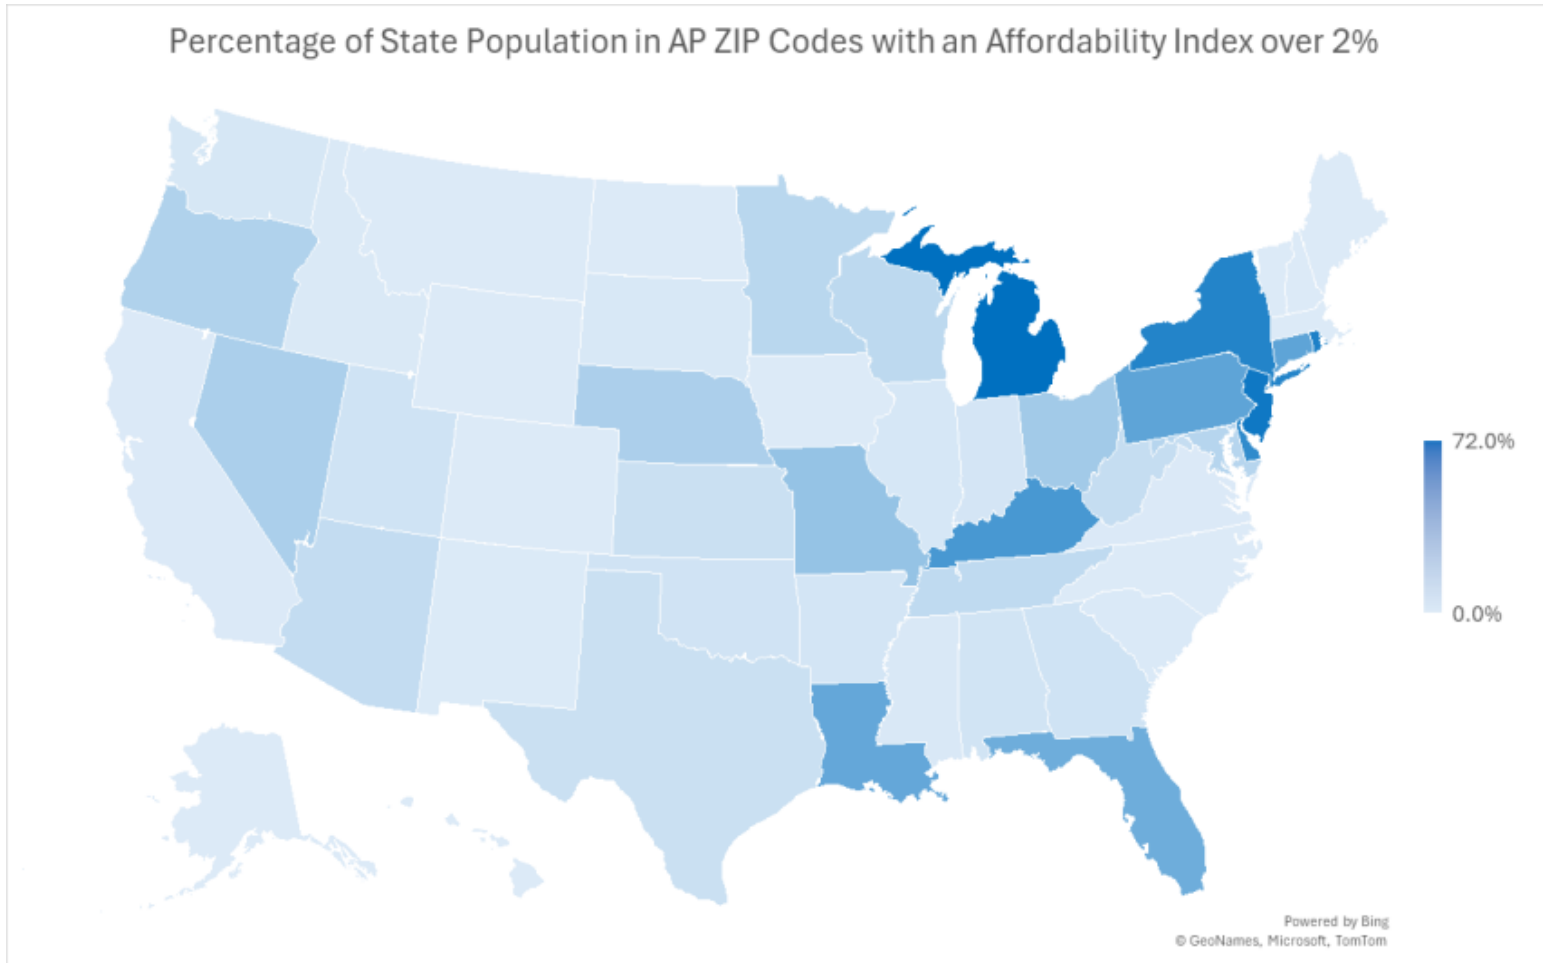 Percentage of State Population in AP ZIP Codes with an Affordability Index over 2%
72.0%
0.0%
Powered by Bing
© GeoNames, Microsoft, TomTom